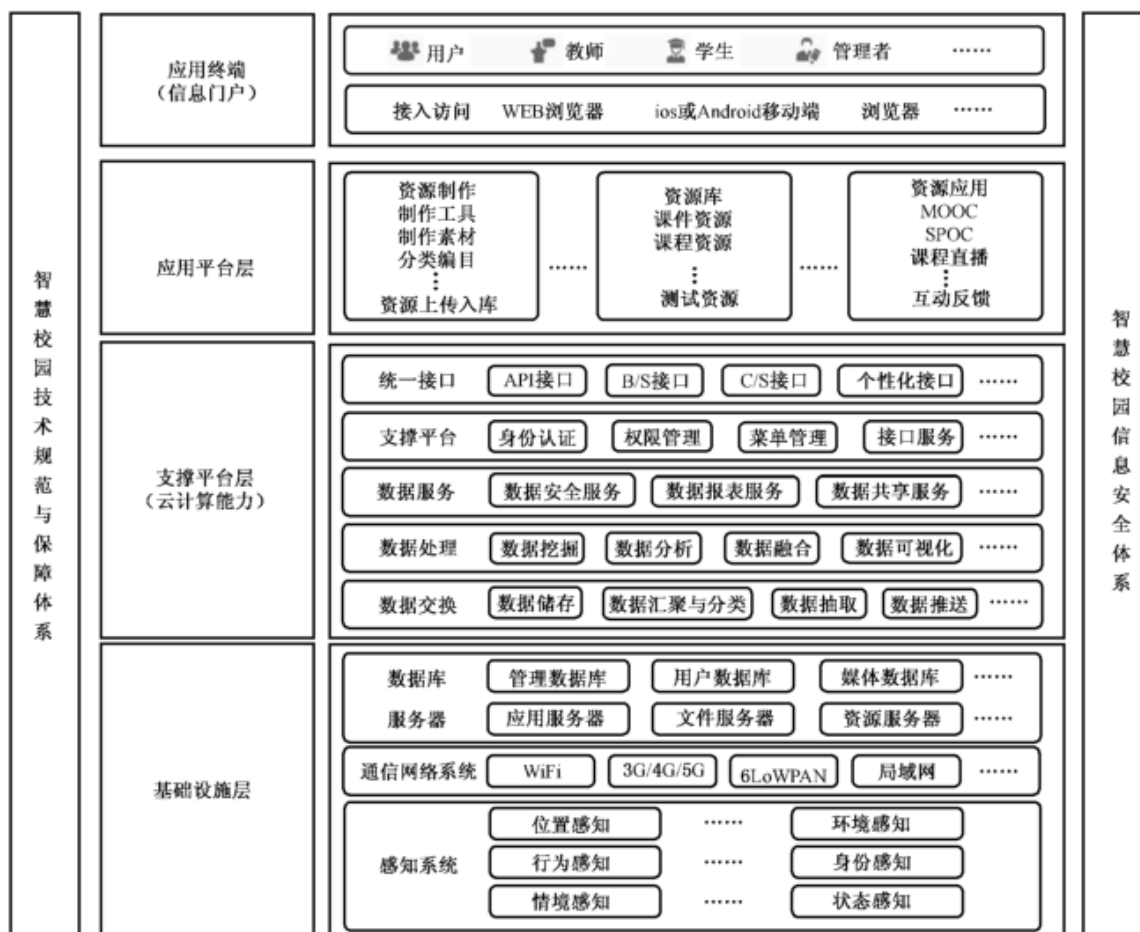 智慧校园技术规范与保障体系
应用终端
（信息门户）
用户 教师 学生 管理者 ……
接入访问 WEB浏览器 ios或Android移动端 浏览器 ……
应用平台层
资源制作
制作工具
制作素材
分类编目
……
资源上传入库
……
资源库
课件资源
课程资源
……
测试资源
……
资源应用
MOOC
SPOC
课程直播
……
互动反馈
支撑平台层
（云计算能力）
统一接口 API接口 B/S接口 C/S接口 个性化接口 ……
支撑平台 身份认证 权限管理 菜单管理 接口服务 ……
数据服务 数据安全服务 数据报表服务 数据共享服务 ……
数据处理 数据挖掘 数据分析 数据融合 数据可视化 ……
数据交换 数据储存 数据汇聚与分类 数据抽取 数据推送 ……
基础设施层
数据库 管理数据库 用户数据库 媒体数据库 ……
服务器 应用服务器 文件服务器 资源服务器 ……
通信网络系统 WiFi 3G/4G/5G 6LoWPAN 局域网 ……
感知系统
位置感知 …… 环境感知
行为感知 …… 身份感知
情境感知 …… 状态感知
智慧校园信息安全体系